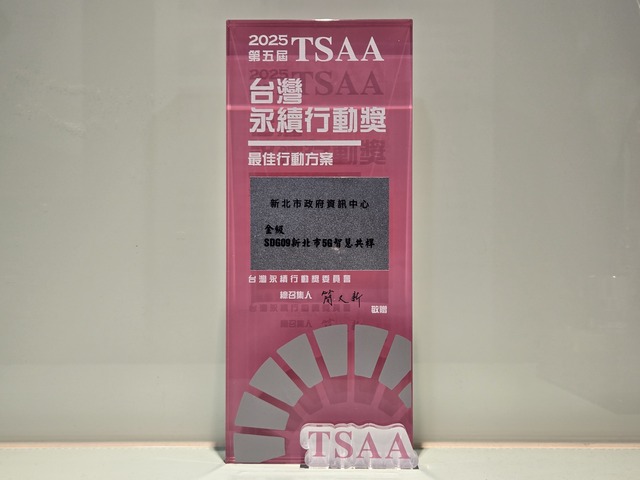 2025
第五屆 TSAA
台灣
永續行動獎
最佳行動方案
新北市政府資訊中心
金級
SDG09新北市5G智慧共桿
台灣永續行動獎委員會
總召集人 簡又新
敬贈
TSAA